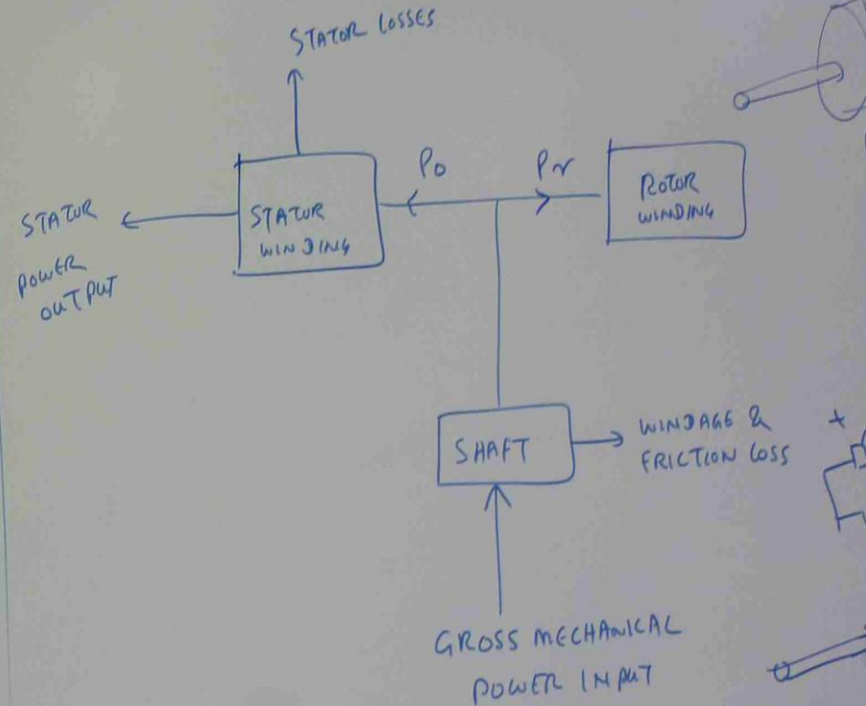 STATOR LOSSES
Po
Pr
STATOR
WINDING
ROTOR
WINDING
STATOR
POWER
OUTPUT
SHAFT
WINDAGE &
FRICTION LOSS
+
GROSS MECHANICAL
POWER INPUT